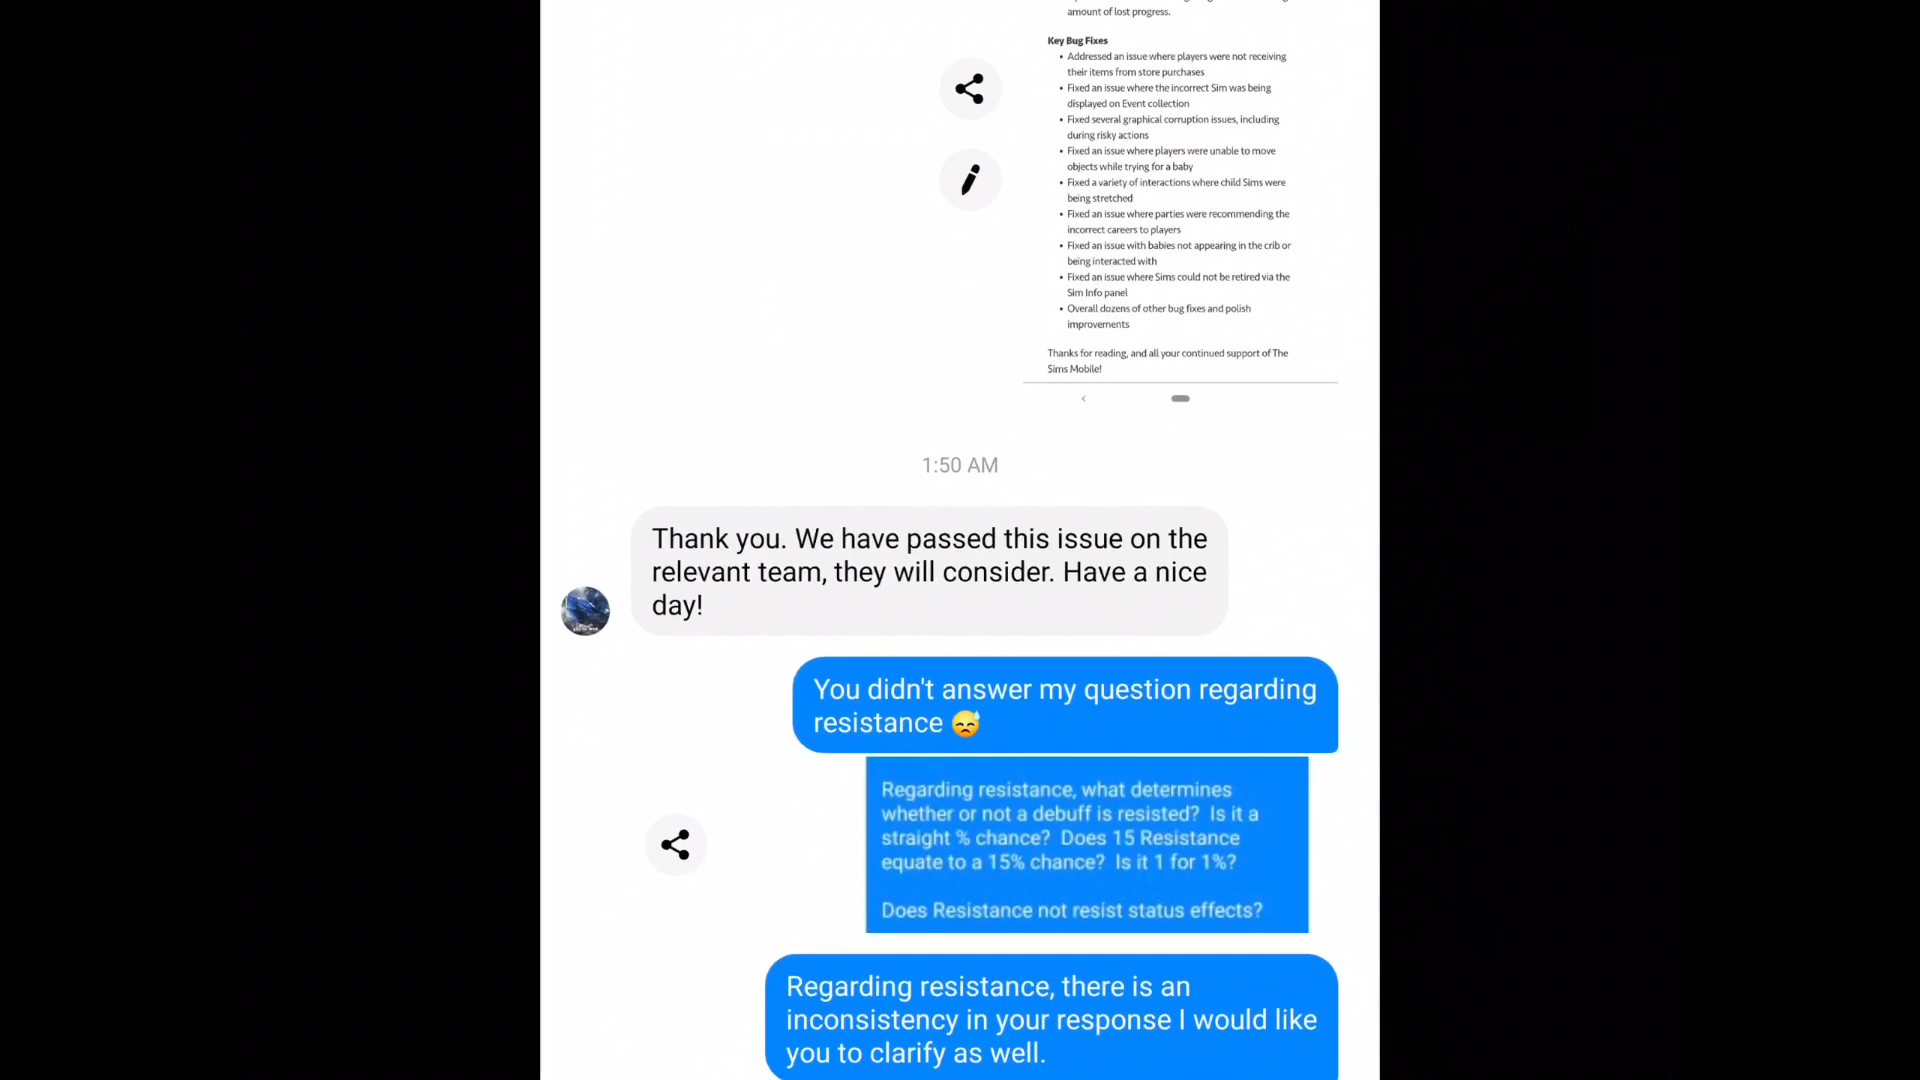 amount of lost progress.
Key Bug Fixes
• Addressed an issue where players were not receiving
their items from store purchases
• Fixed an issue where the incorrect Sim was being
displayed on Event collection
• Fixed several graphical corruption issues, including
during risky actions
• Fixed an issue where players were unable to move
objects while trying for a baby
• Fixed a variety of interactions where child Sims were
being stretched
• Fixed an issue where parties were recommending the
incorrect careers to players
• Fixed an issue with babies not appearing in the crib or
being interacted with
• Fixed an issue where Sims could not be retired via the
Sim Info panel
• Overall dozens of other bug fixes and polish
improvements
Thanks for reading, and all your continued support of The
Sims Mobile!
1:50 AM
Thank you. We have passed this issue on the
relevant team, they will consider. Have a nice
day!
You didn't answer my question regarding
resistance 😓
Regarding resistance, what determines
whether or not a debuff is resisted? Is it a
straight % chance? Does 15 Resistance
equate to a 15% chance? Is it 1 for 1%?
Does Resistance not resist status effects?
Regarding resistance, there is an
inconsistency in your response I would like
you to clarify as well.